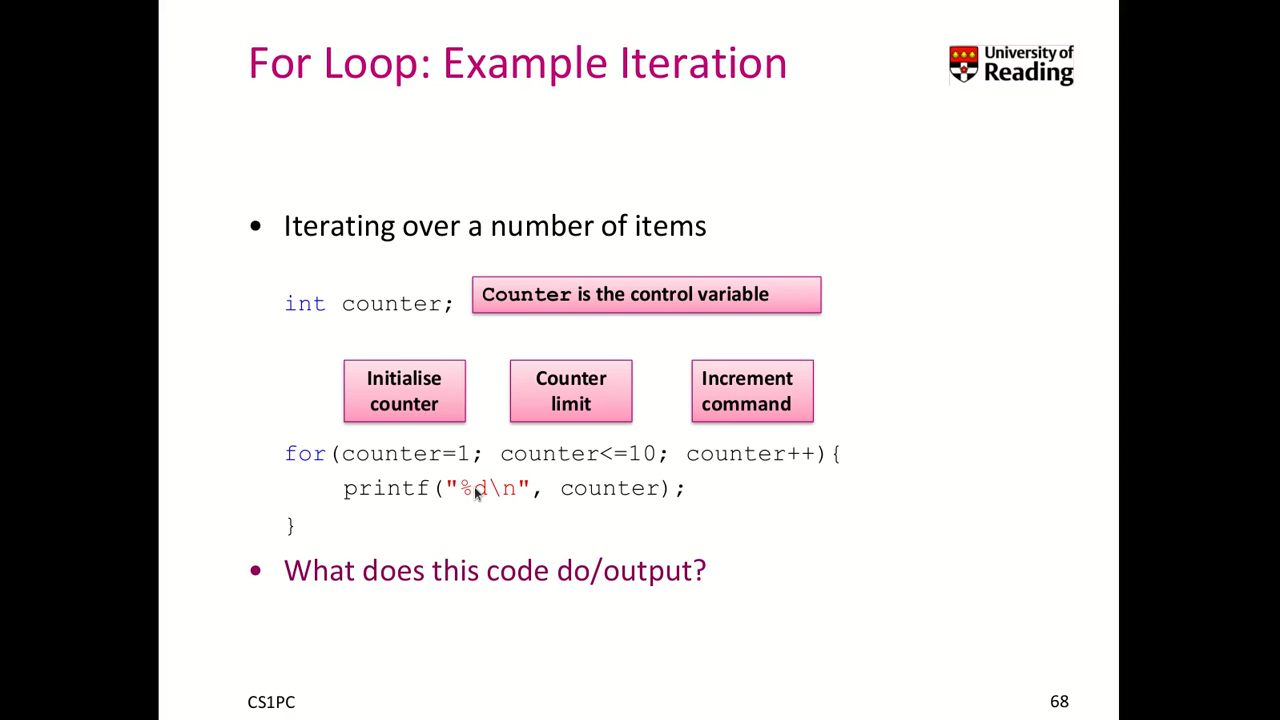 For Loop: Example Iteration
University of
Reading
• Iterating over a number of items
int counter;
Counter is the control variable
Initialise
counter
Counter
limit
Increment
command
for(counter=1; counter<=10; counter++){
printf("%d\n", counter);
}
• What does this code do/output?
CS1PC
68